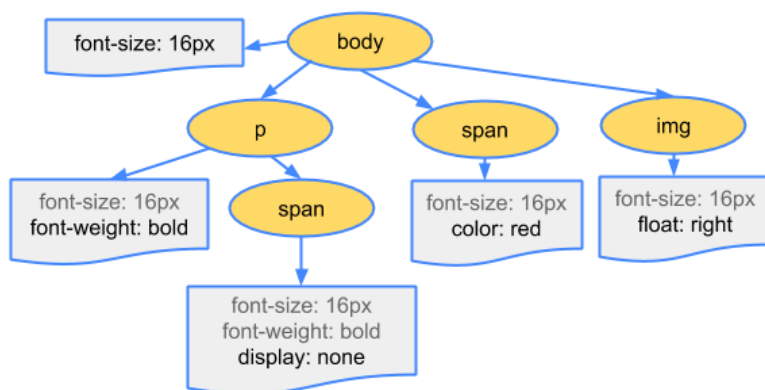 font-size: 16px
body
p
span
img
font-size: 16px
font-weight: bold
span
font-size: 16px
color: red
font-size: 16px
float: right
font-size: 16px
font-weight: bold
display: none